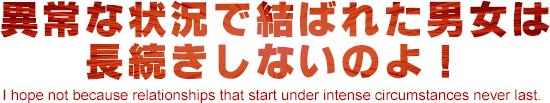 異常な状況で結ばれた男女は
長続きしないのよ！
I hope not because relationships that start under intense circumstances never last.